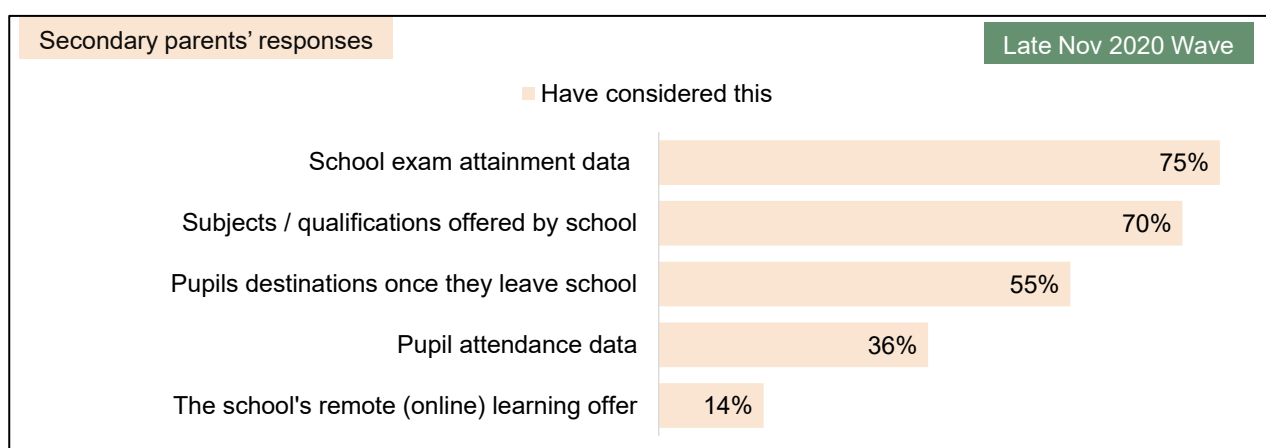 Secondary parents’ responses
Late Nov 2020 Wave
Have considered this
School exam attainment data 75%
Subjects / qualifications offered by school 70%
Pupils destinations once they leave school 55%
Pupil attendance data 36%
The school's remote (online) learning offer 14%